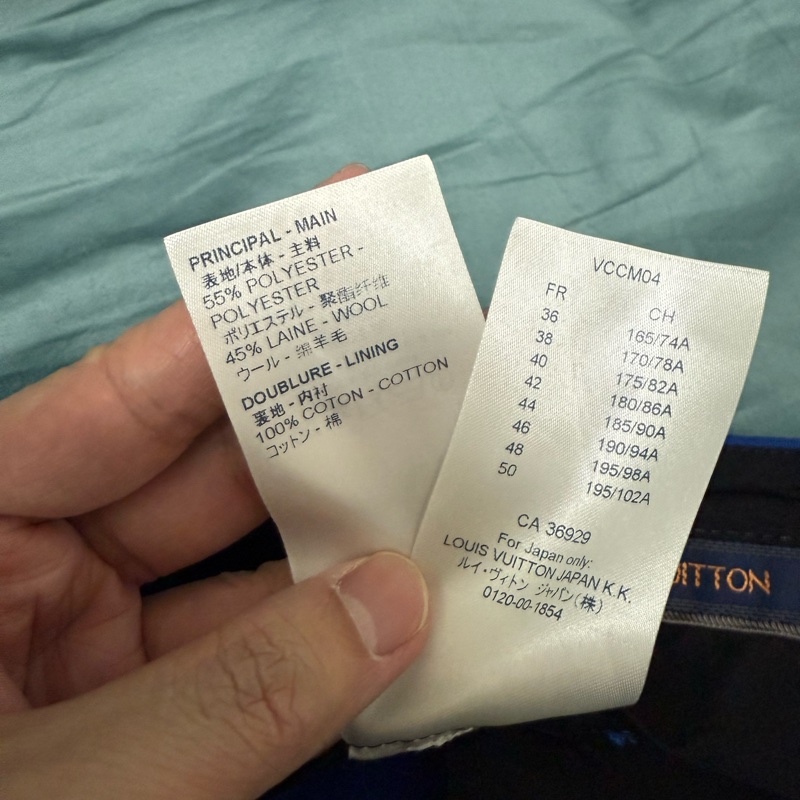 PRINCIPAL - MAIN
表地/本体 - 主料
55% POLYESTER -
POLYESTER
ポリエステル - 聚酯纤维
45% LAINE - WOOL
ウール - 绵羊毛
DOUBLURE - LINING
裏地 - 内衬
100% COTON - COTTON
コットン - 棉
VCCM04
FR CH
36 165/74A
38 170/78A
40 175/82A
42 180/86A
44 185/90A
46 190/94A
48 195/98A
50 195/102A
CA 36929
For Japan only:
LOUIS VUITTON JAPAN K.K.
ルイ・ヴィトン ジャパン(株)
0120-00-1854
UITTON